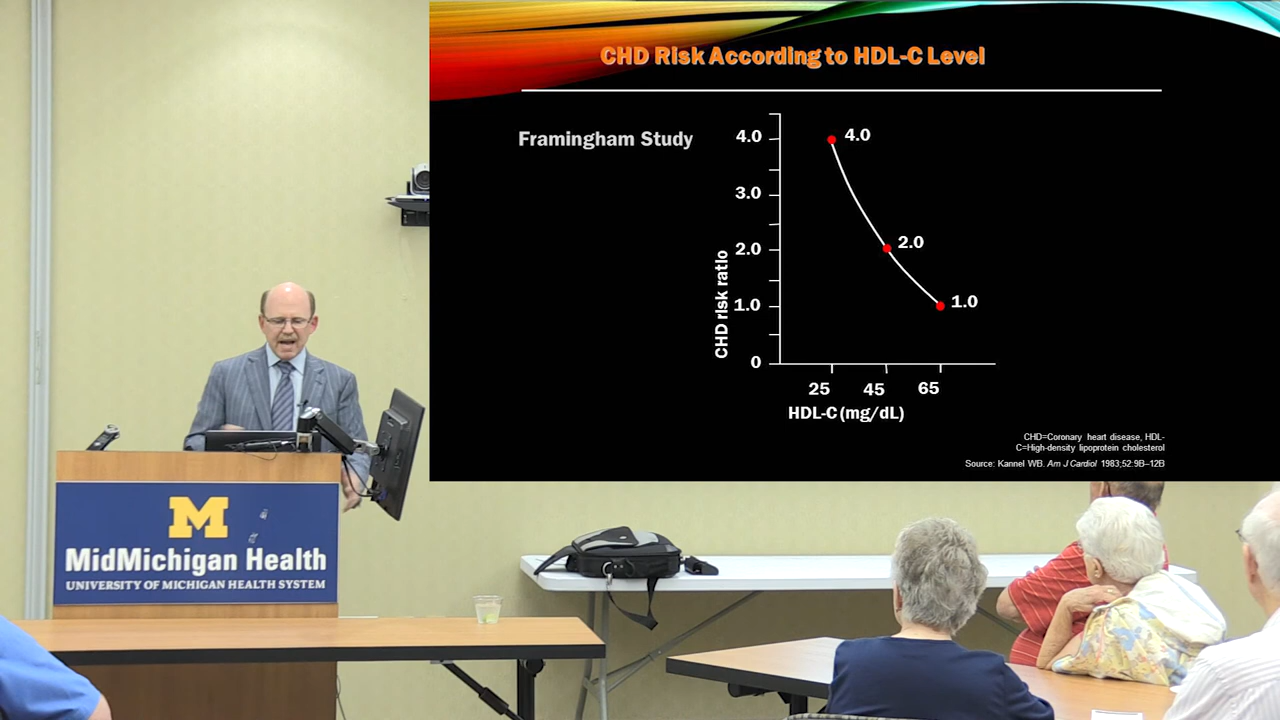 CHD Risk According to HDL-C Level
Framingham Study
CHD risk ratio
4.0
3.0
2.0
1.0
0
4.0
2.0
1.0
25 45 65
HDL-C (mg/dL)
CHD=Coronary heart disease, HDL-
C=High-density lipoprotein cholesterol
Source: Kannel WB. Am J Cardiol 1983;52:9B–12B
M
MidMichigan Health
UNIVERSITY OF MICHIGAN HEALTH SYSTEM